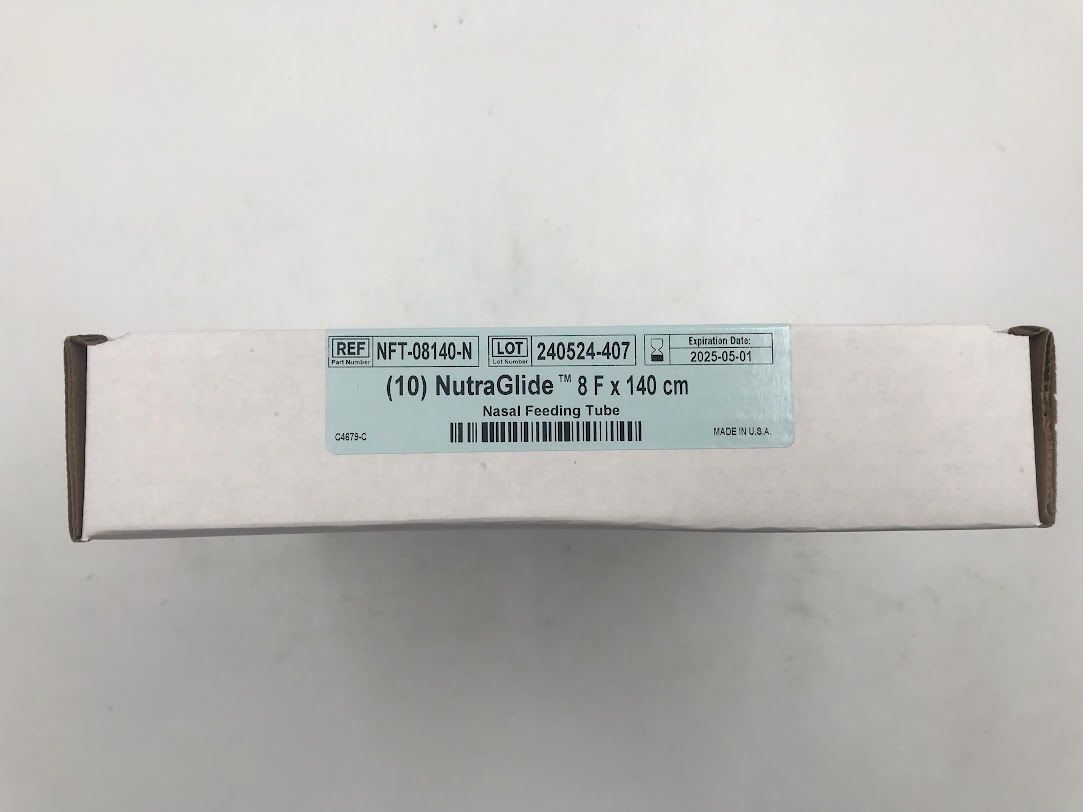 REF NFT-08140-N LOT 240524-407 Expiration Date:
Part Number Lot Number 2025-05-01
(10) NutraGlide™ 8 F x 140 cm
Nasal Feeding Tube
C4679-C MADE IN U.S.A.